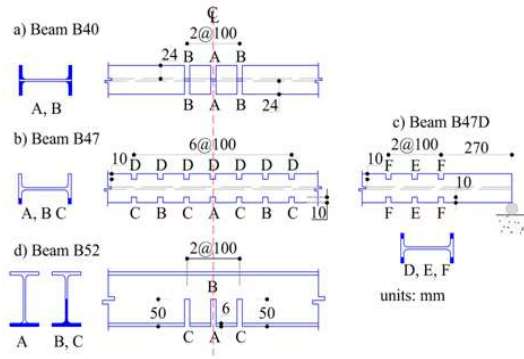 ℄
a) Beam B40
2@100
B A B
24
24
A, B
B A B
b) Beam B47
6@100
10
D D D D D D D
A, B C
C B C A C B C
10
c) Beam B47D
2@100
270
10
F E F
10
F F F
D, E, F
units: mm
d) Beam B52
2@100
B
50
6
50
A
B, C
C A C